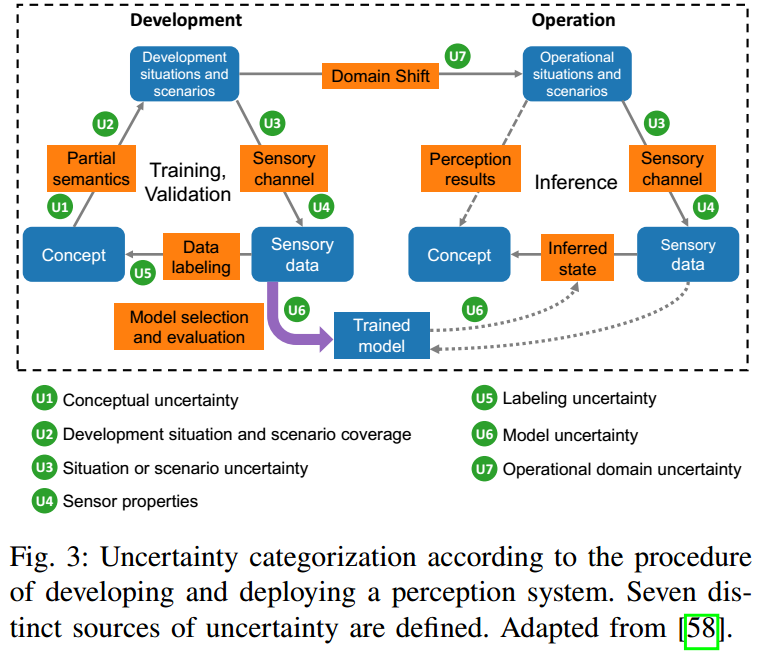 Development
Operation
Development
situations and
scenarios
Domain Shift
U7
Operational
situations and
scenarios
U2
U3
U3
Partial
semantics
Training,
Validation
Sensory
channel
Perception
results
Inference
Sensory
channel
U1
U4
U4
Concept
Data
labeling
Sensory
data
Concept
Inferred
state
Sensory
data
U5
U6
U6
Model selection
and evaluation
Trained
model
U1 Conceptual uncertainty
U2 Development situation and scenario coverage
U3 Situation or scenario uncertainty
U4 Sensor properties
U5 Labeling uncertainty
U6 Model uncertainty
U7 Operational domain uncertainty
Fig. 3: Uncertainty categorization according to the procedure
of developing and deploying a perception system. Seven dis-
tinct sources of uncertainty are defined. Adapted from [58].